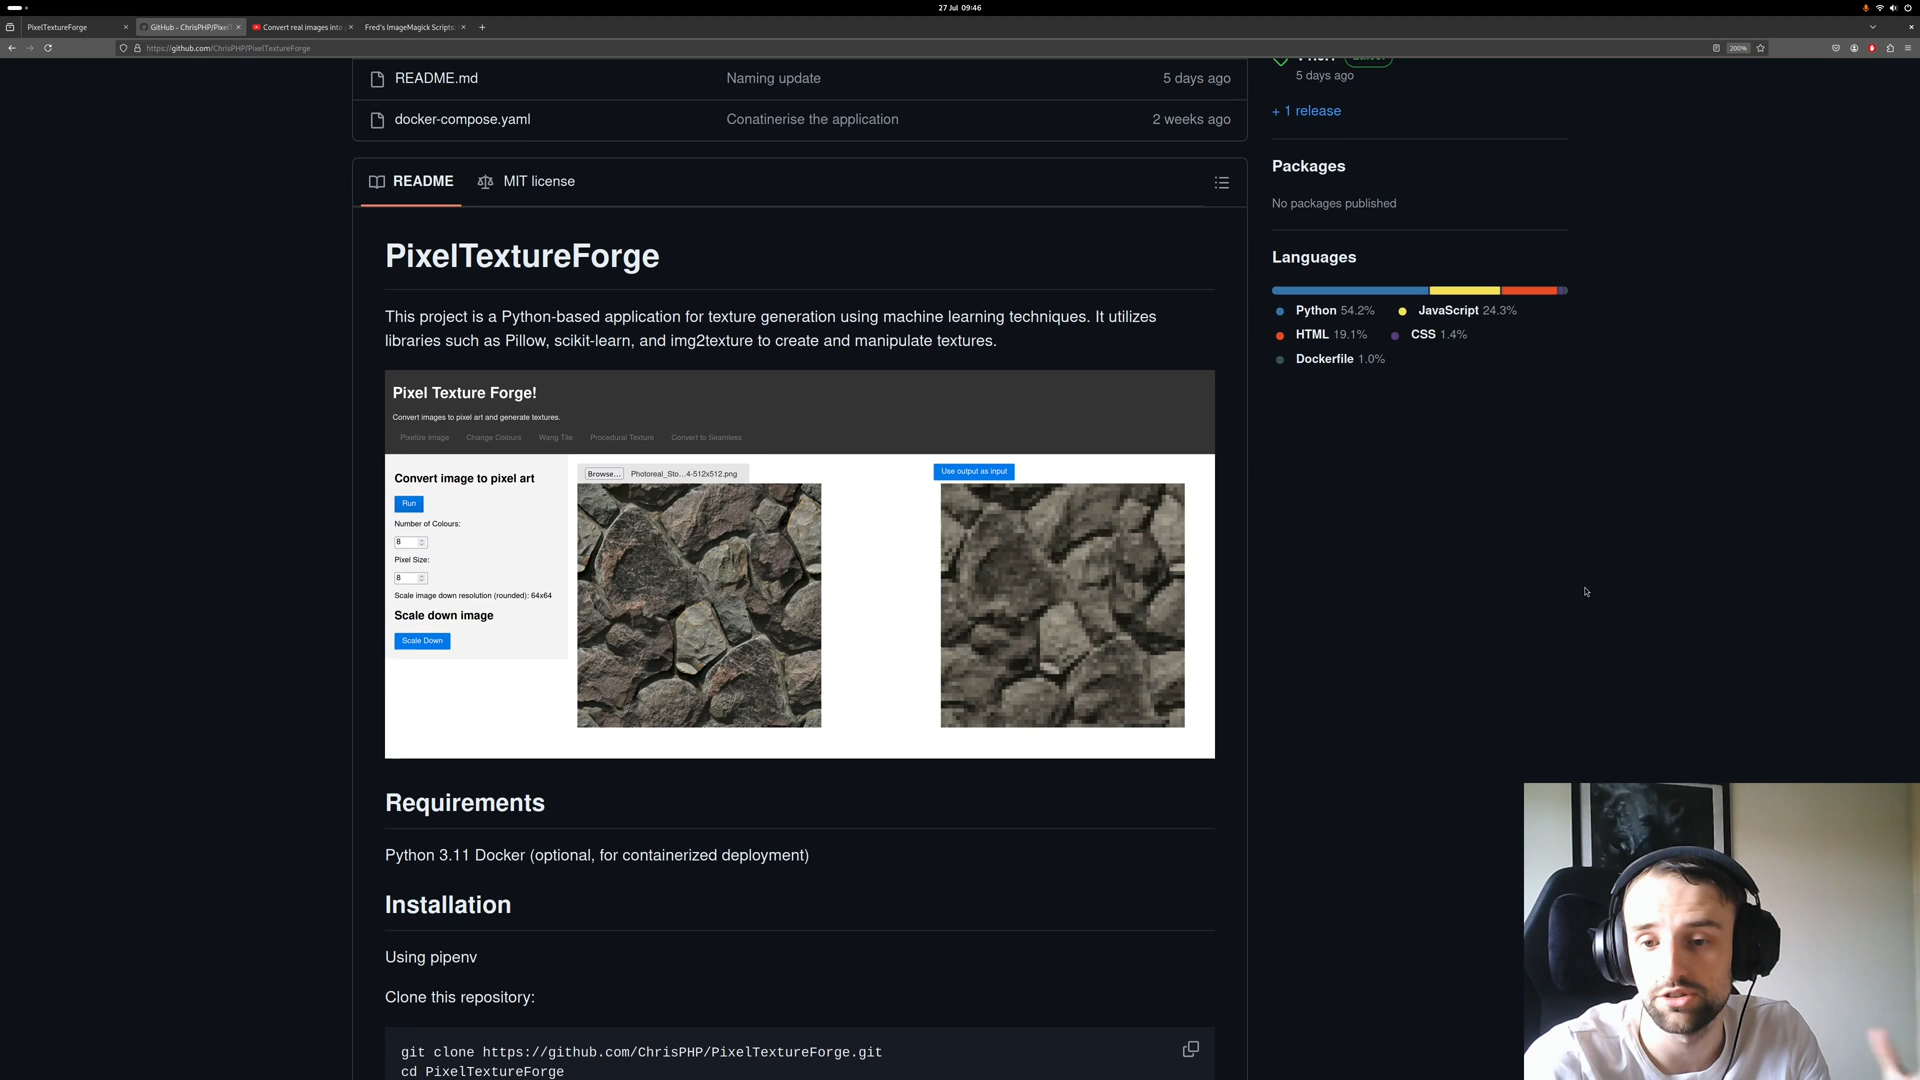 27 Jul 09:46
PixelTextureForge
GitHub - ChrisPHP/PixelT
Convert real images into
Fred's ImageMagick Scripts:
https://github.com/ChrisPHP/PixelTextureForge
200%
README.md
Naming update
5 days ago
docker-compose.yaml
Conatinerise the application
2 weeks ago
5 days ago
+ 1 release
Packages
No packages published
Languages
Python 54.2%
JavaScript 24.3%
HTML 19.1%
CSS 1.4%
Dockerfile 1.0%
README
MIT license
PixelTextureForge
This project is a Python-based application for texture generation using machine learning techniques. It utilizes
libraries such as Pillow, scikit-learn, and img2texture to create and manipulate textures.
Pixel Texture Forge!
Convert images to pixel art and generate textures.
Pixelize Image
Change Colours
Wang Tile
Procedural Texture
Convert to Seamless
Convert image to pixel art
Run
Number of Colours:
8
Pixel Size:
8
Scale image down resolution (rounded): 64x64
Scale down image
Scale Down
Browse...
Photoreal_Sto...4-512x512.png
Use output as input
Requirements
Python 3.11 Docker (optional, for containerized deployment)
Installation
Using pipenv
Clone this repository:
git clone https://github.com/ChrisPHP/PixelTextureForge.git
cd PixelTextureForge